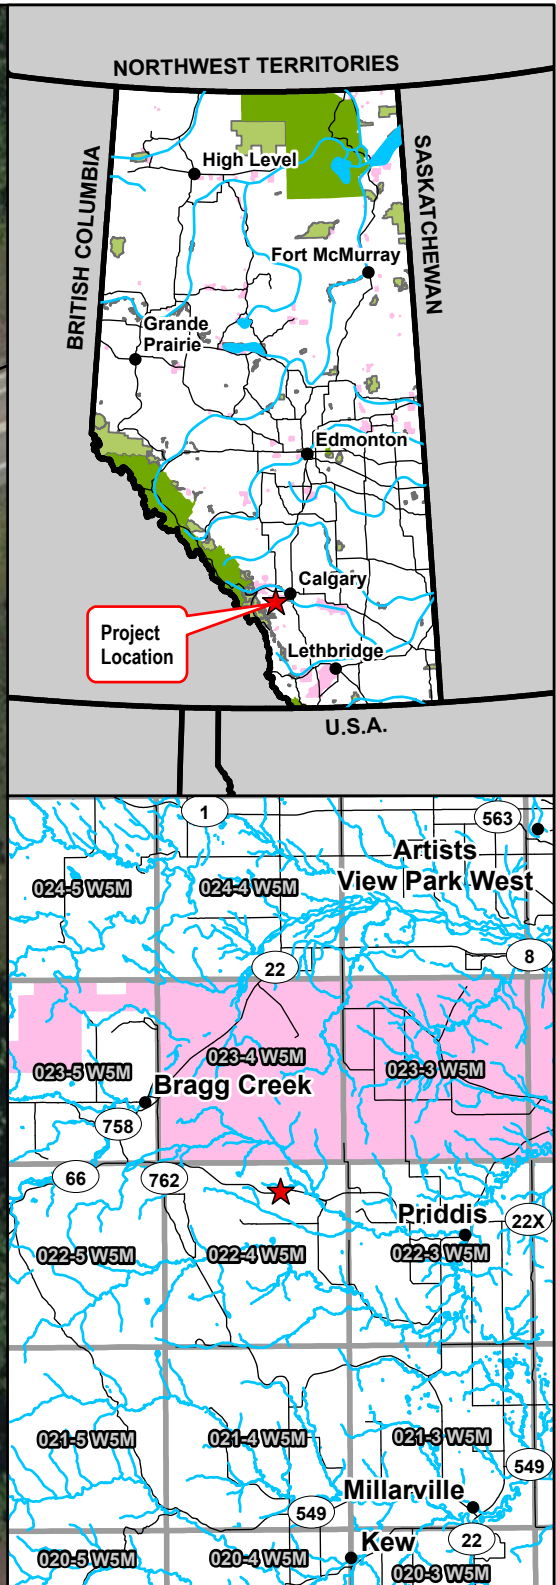 NORTHWEST TERRITORIES
BRITISH COLUMBIA
SASKATCHEWAN
High Level
Fort McMurray
Grande
Prairie
Edmonton
Calgary
Project
Location
Lethbridge
U.S.A.
1
563
Artists
View Park West
024-5 W5M
024-4 W5M
22
8
023-5 W5M
023-4 W5M
023-3 W5M
Bragg Creek
758
66
762
Priddis
22X
022-5 W5M
022-4 W5M
022-3 W5M
021-5 W5M
021-4 W5M
021-3 W5M
549
Millarville
549
Kew
22
020-5 W5M
020-4 W5M
020-3 W5M